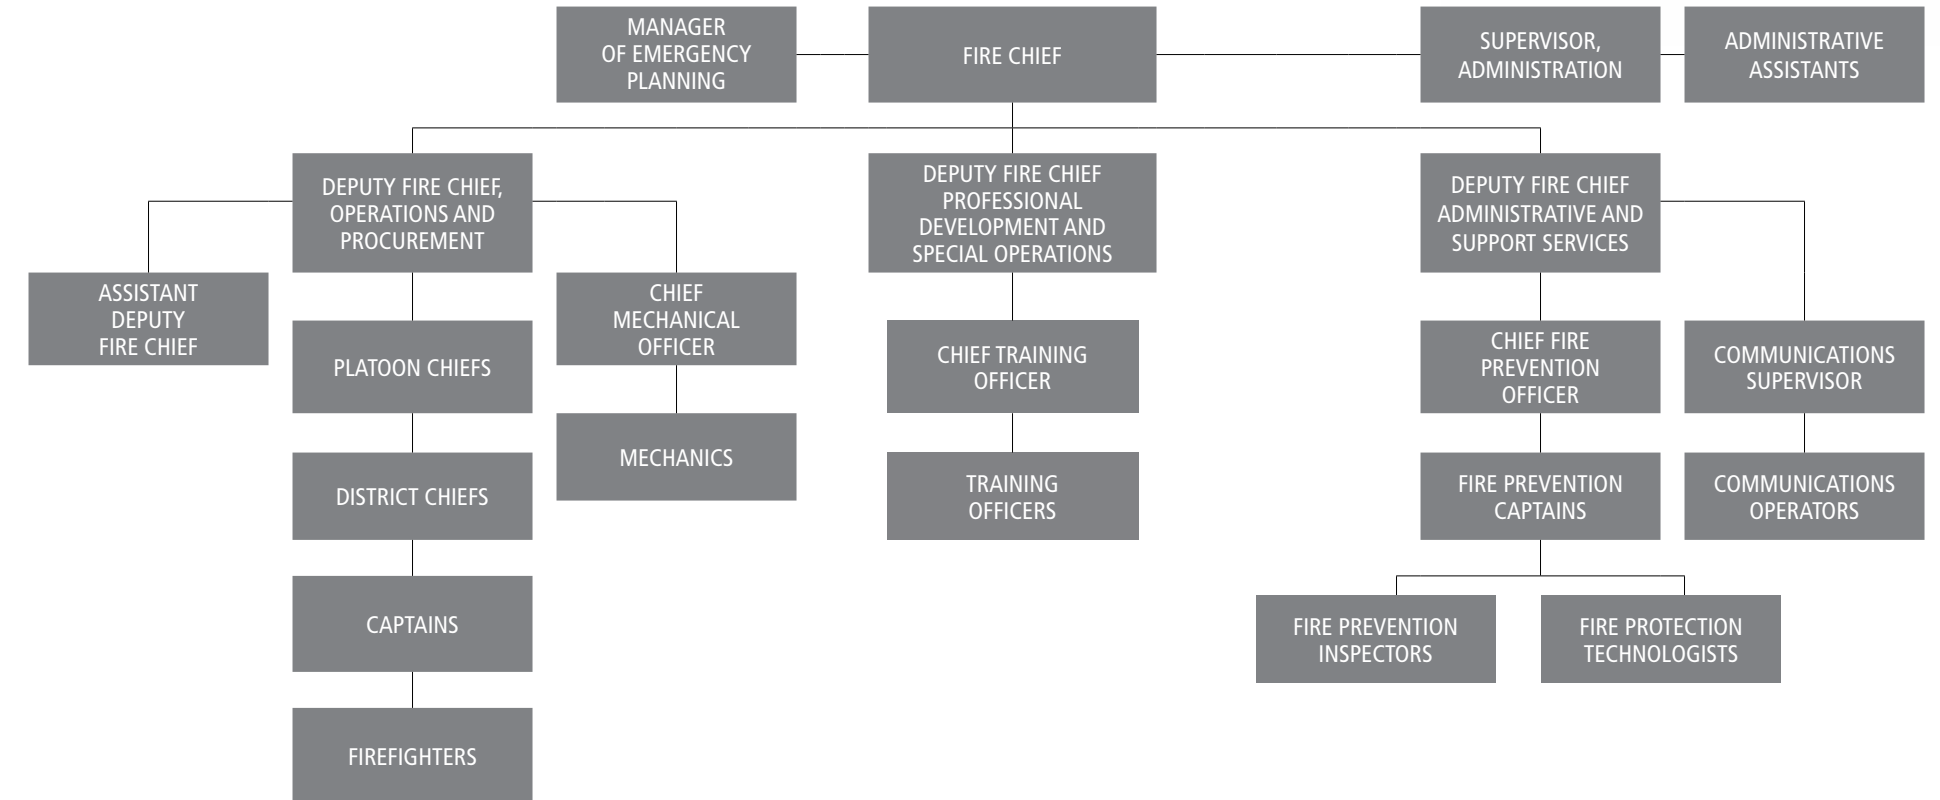 MANAGER
OF EMERGENCY
PLANNING
FIRE CHIEF
SUPERVISOR,
ADMINISTRATION
ADMINISTRATIVE
ASSISTANTS
DEPUTY FIRE CHIEF,
OPERATIONS AND
PROCUREMENT
DEPUTY FIRE CHIEF
PROFESSIONAL
DEVELOPMENT AND
SPECIAL OPERATIONS
DEPUTY FIRE CHIEF
ADMINISTRATIVE AND
SUPPORT SERVICES
ASSISTANT
DEPUTY
FIRE CHIEF
PLATOON CHIEFS
CHIEF
MECHANICAL
OFFICER
CHIEF TRAINING
OFFICER
CHIEF FIRE
PREVENTION
OFFICER
COMMUNICATIONS
SUPERVISOR
MECHANICS
DISTRICT CHIEFS
TRAINING
OFFICERS
FIRE PREVENTION
CAPTAINS
COMMUNICATIONS
OPERATORS
CAPTAINS
FIRE PREVENTION
INSPECTORS
FIRE PROTECTION
TECHNOLOGISTS
FIREFIGHTERS